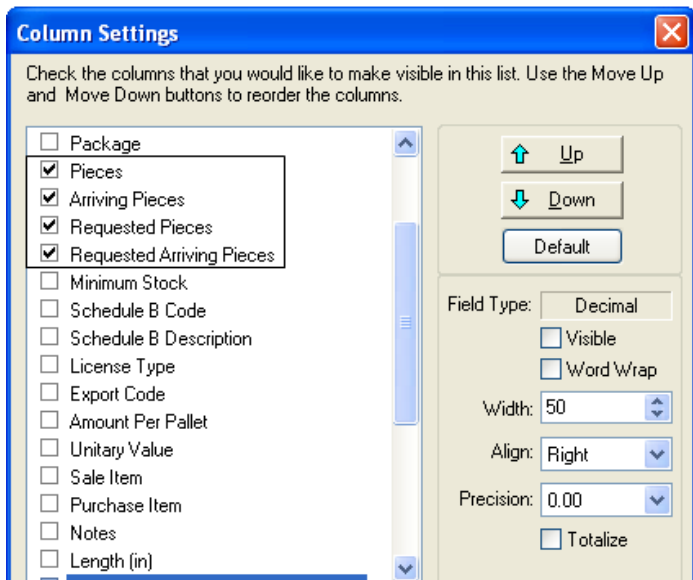 Column Settings
Check the columns that you would like to make visible in this list. Use the Move Up
and Move Down buttons to reorder the columns.
Package
Pieces
Arriving Pieces
Requested Pieces
Requested Arriving Pieces
Minimum Stock
Schedule B Code
Schedule B Description
License Type
Export Code
Amount Per Pallet
Unitary Value
Sale Item
Purchase Item
Notes
Length (in)
Up
Down
Default
Field Type: Decimal
Visible
Word Wrap
Width: 50
Align: Right
Precision: 0.00
Totalize